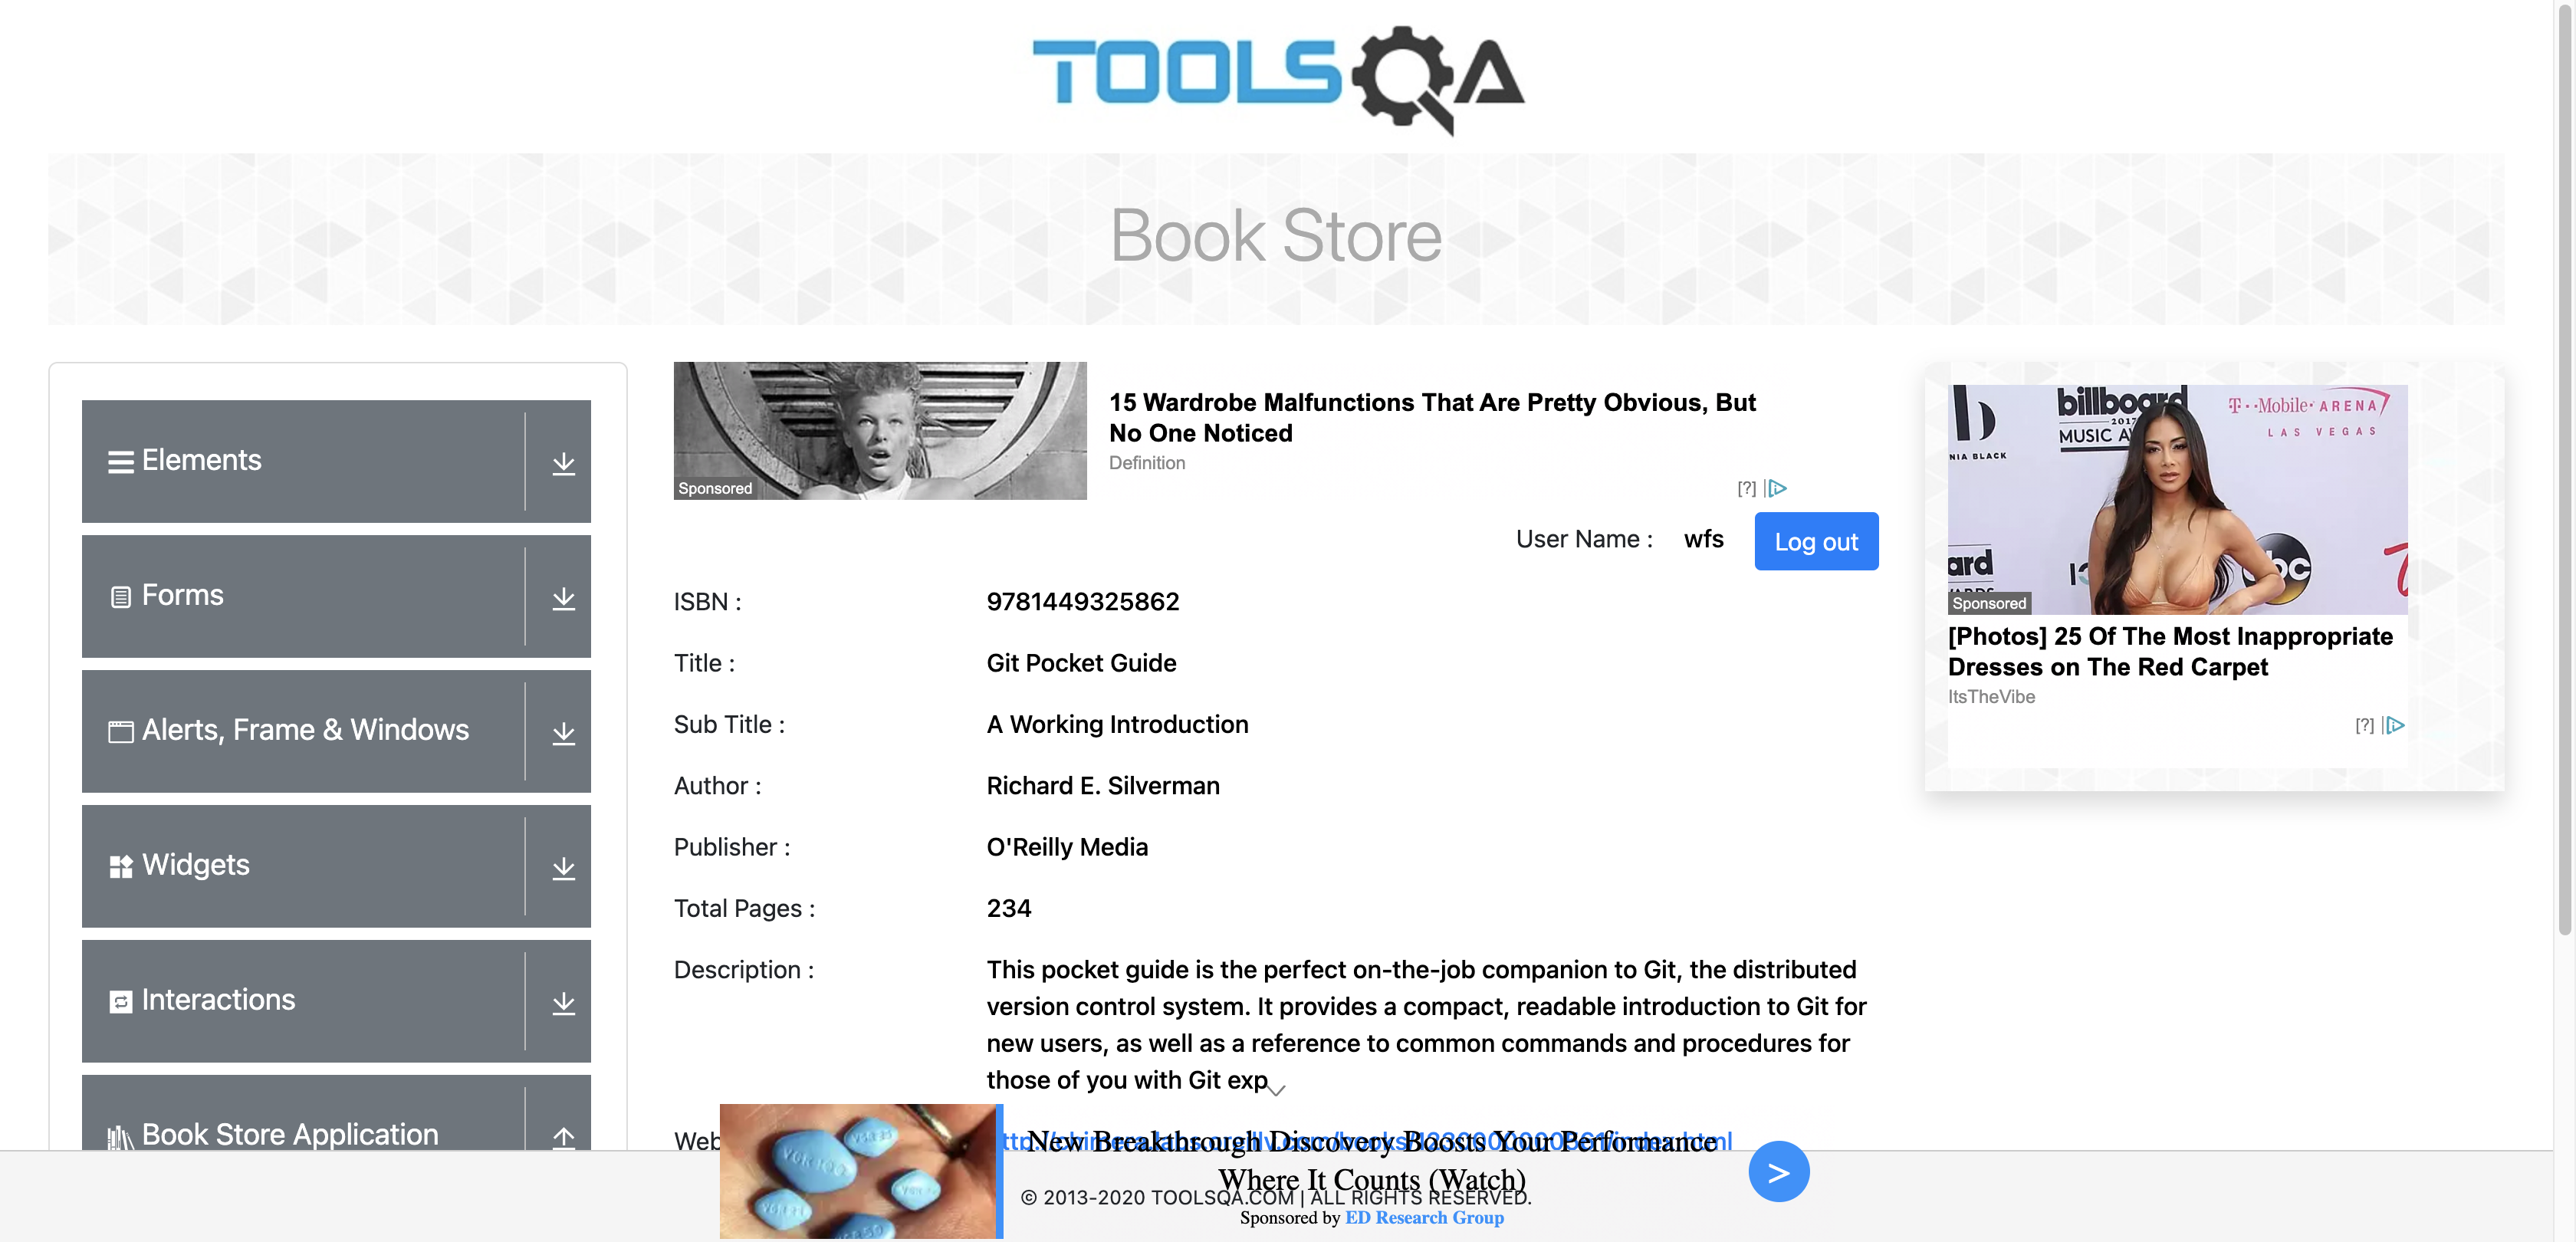 TOOLSQA
Book Store
Elements
Forms
Alerts, Frame & Windows
Widgets
Interactions
Book Store Application
Sponsored
15 Wardrobe Malfunctions That Are Pretty Obvious, But
No One Noticed
Definition
[?]
User Name : wfs Log out
ISBN : 9781449325862
Title : Git Pocket Guide
Sub Title : A Working Introduction
Author : Richard E. Silverman
Publisher : O'Reilly Media
Total Pages : 234
Description : This pocket guide is the perfect on-the-job companion to Git, the distributed
version control system. It provides a compact, readable introduction to Git for
new users, as well as a reference to common commands and procedures for
those of you with Git exp
Web
New Breakthrough Discovery Boosts Your Performance
Where It Counts (Watch)
© 2013-2020 TOOLSQA.COM | ALL RIGHTS RESERVED.
Sponsored by ED Research Group
>
b billboard T··Mobile· ARENA
2017 LAS VEGAS
MUSIC
NIA BLACK
ard
abc
Sponsored
[Photos] 25 Of The Most Inappropriate
Dresses on The Red Carpet
ItsTheVibe
[?]